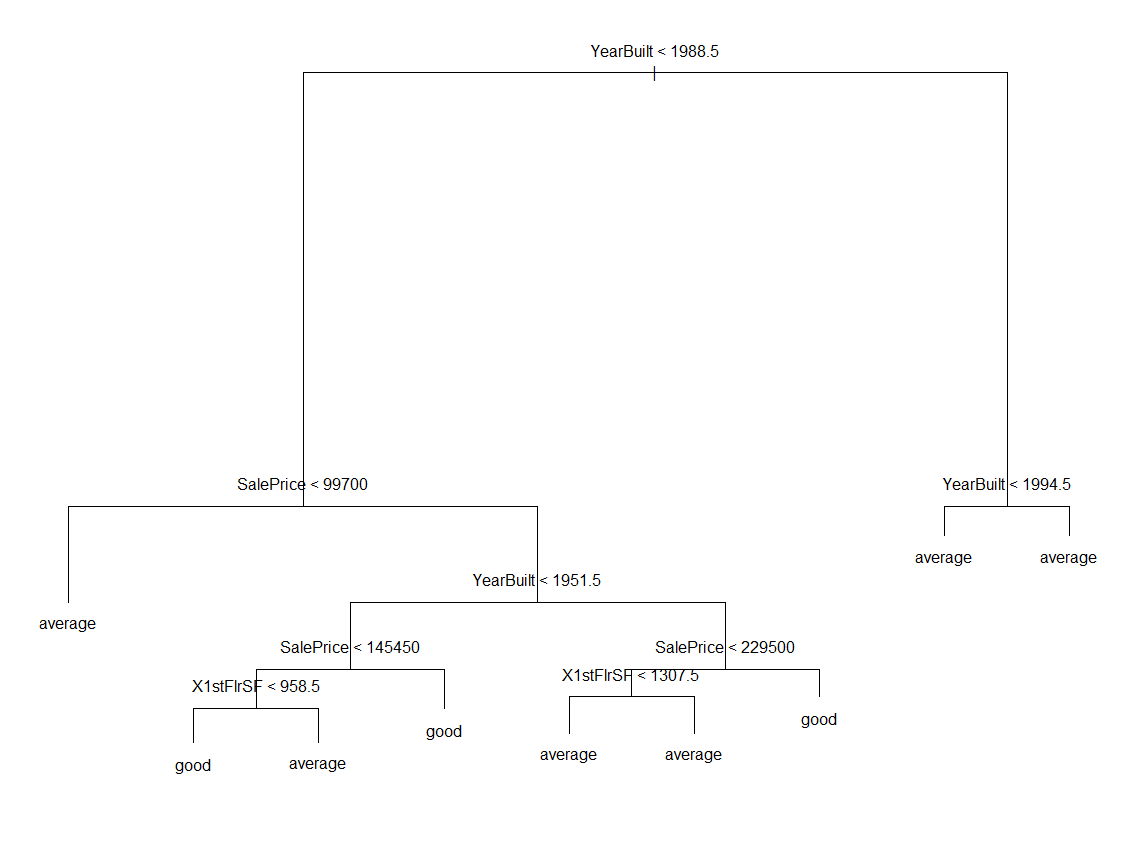 YearBuilt < 1988.5
SalePrice < 99700
YearBuilt < 1994.5
average
average
YearBuilt < 1951.5
average
SalePrice < 145450
SalePrice < 229500
X1stFlrSF < 958.5
X1stFlrSF < 1307.5
good
good
average
average
good
average